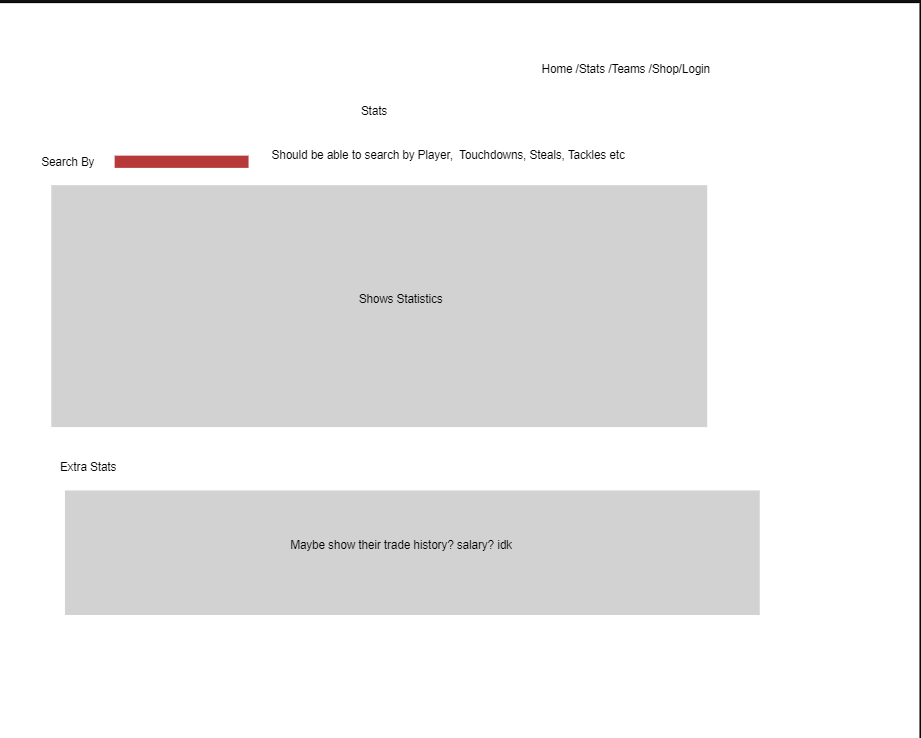 Home /Stats /Teams /Shop/Login
Stats
Search By
Should be able to search by Player,  Touchdowns, Steals, Tackles etc
Shows Statistics
Extra Stats
Maybe show their trade history? salary? idk